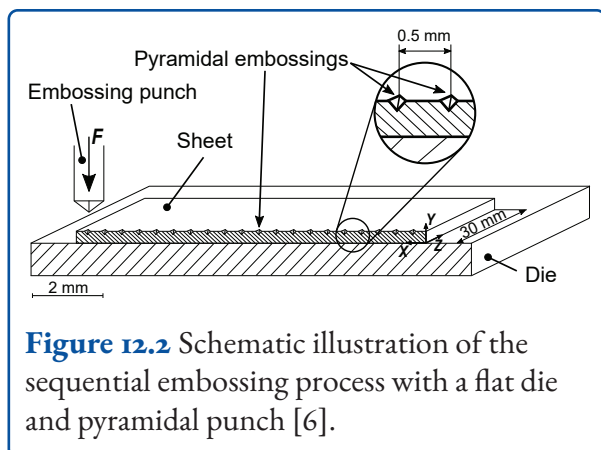 0.5 mm
Pyramidal embossings
Embossing punch
F
Sheet
Y
X
Z
30 mm
Die
2 mm
Figure 12.2 Schematic illustration of the
sequential embossing process with a flat die
and pyramidal punch [6].